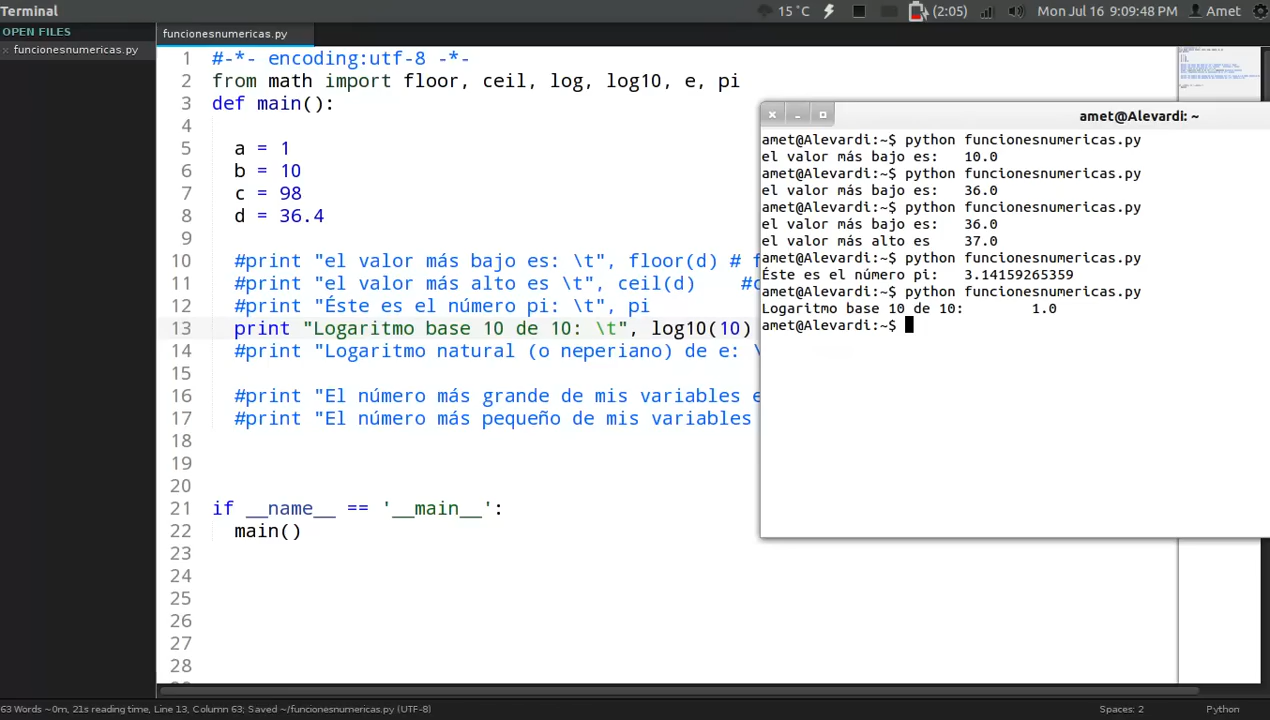 Terminal
15 °C
(2:05)
Mon Jul 16 9:09:48 PM
Amet
OPEN FILES
× funcionesnumericas.py
funcionesnumericas.py
1 #-*- encoding:utf-8 -*-
2 from math import floor, ceil, log, log10, e, pi
3 def main():
4
5 a = 1
6 b = 10
7 c = 98
8 d = 36.4
9
10 #print "el valor más bajo es: \t", floor(d) # f
11 #print "el valor más alto es \t", ceil(d) #c
12 #print "Éste es el número pi: \t", pi
13 print "Logaritmo base 10 de 10: \t", log10(10)
14 #print "Logaritmo natural (o neperiano) de e: \
15
16 #print "El número más grande de mis variables e
17 #print "El número más pequeño de mis variables
18
19
20
21 if __name__ == '__main__':
22 main()
23
24
25
26
27
28
amet@Alevardi: ~
amet@Alevardi:~$ python funcionesnumericas.py
el valor más bajo es: 10.0
amet@Alevardi:~$ python funcionesnumericas.py
el valor más bajo es: 36.0
amet@Alevardi:~$ python funcionesnumericas.py
el valor más bajo es: 36.0
el valor más alto es 37.0
amet@Alevardi:~$ python funcionesnumericas.py
Éste es el número pi: 3.14159265359
amet@Alevardi:~$ python funcionesnumericas.py
Logaritmo base 10 de 10: 1.0
amet@Alevardi:~$
63 Words ~0m, 21s reading time, Line 13, Column 63; Saved ~/funcionesnumericas.py (UTF-8)
Spaces: 2
Python